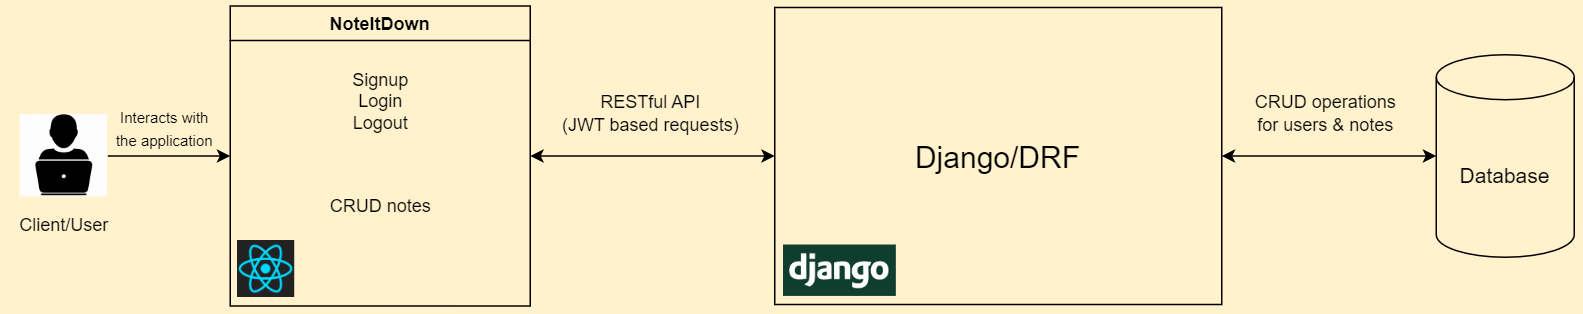 NoteItDown
Signup
Login
Logout
CRUD notes
Interacts with
the application
Client/User
RESTful API
(JWT based requests)
Django/DRF
django
CRUD operations
for users & notes
Database